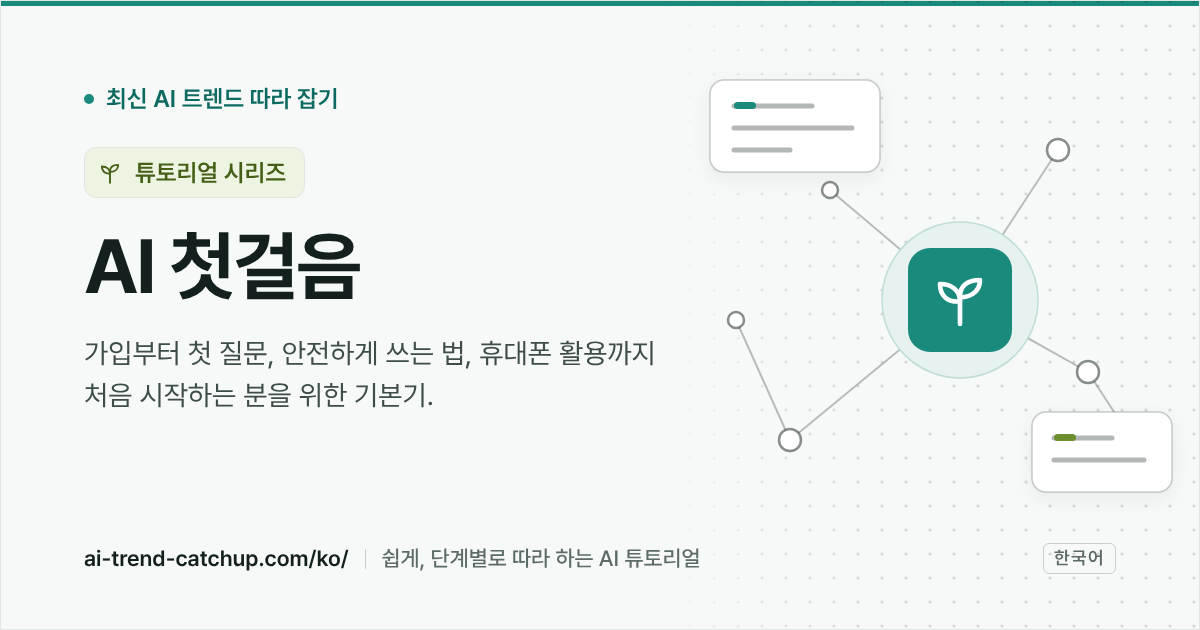 최신 AI 트렌드 따라 잡기
튜토리얼 시리즈
AI 첫걸음
가입부터 첫 질문, 안전하게 쓰는 법, 휴대폰 활용까지
처음 시작하는 분을 위한 기본기.
ai-trend-catchup.com/ko/ 쉽게, 단계별로 따라 하는 AI 튜토리얼
한국어